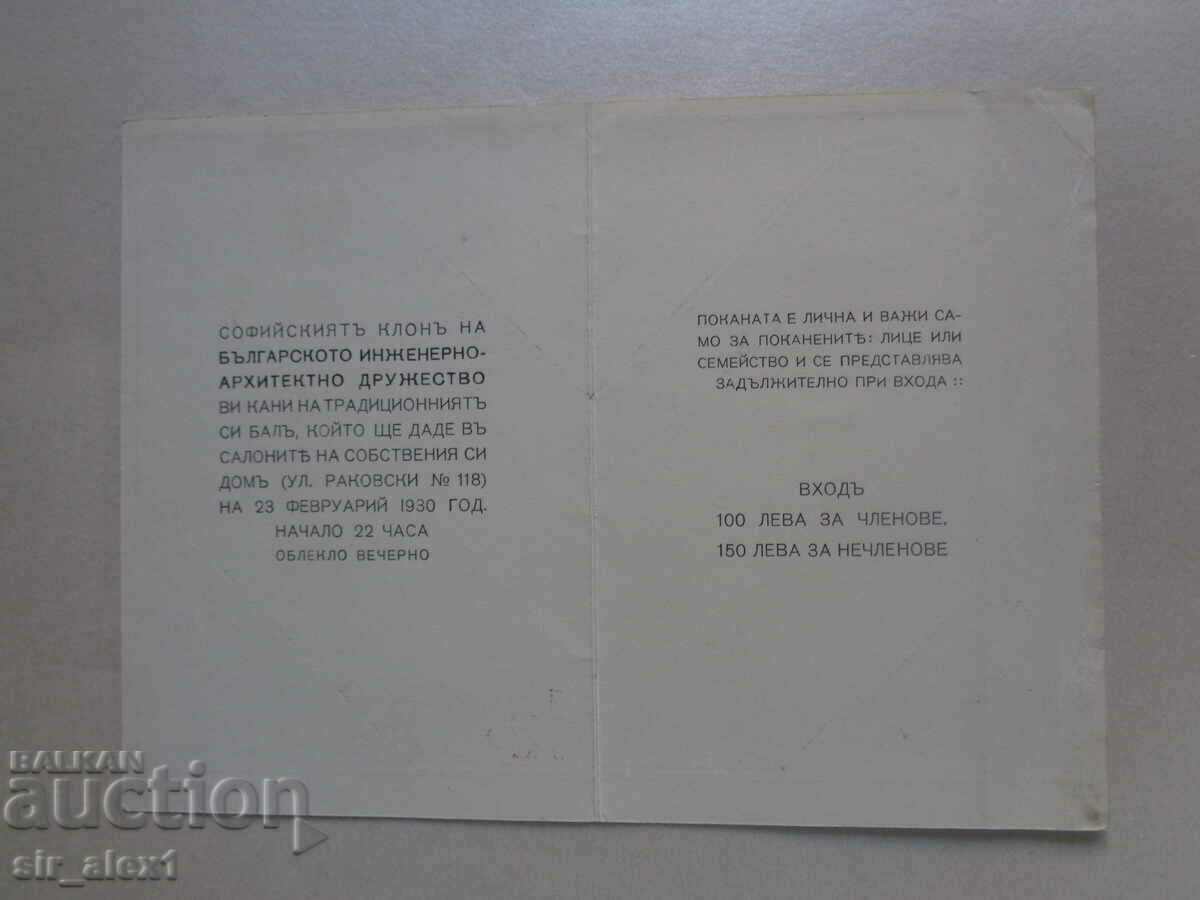 СОФИЙСКИЯТЪ КЛОНЪ НА
БЪЛГАРСКОТО ИНЖЕНЕРНО-
АРХИТЕКТНО ДРУЖЕСТВО
ВИ КАНИ НА ТРАДИЦИОННИЯТЪ
СИ БАЛЪ, КОЙТО ЩЕ ДАДЕ ВЪ
САЛОНИТѢ НА СОБСТВЕНИЯ СИ
ДОМЪ (УЛ. РАКОВСКИ № 118)
НА 23 ФЕВРУАРИЙ 1930 ГОД.
НАЧАЛО 22 ЧАСА
ОБЛЕКЛО ВЕЧЕРНО
ПОКАНАТА Е ЛИЧНА И ВАЖИ СА-
МО ЗА ПОКАНЕНИТѢ: ЛИЦЕ ИЛИ
СЕМЕЙСТВО И СЕ ПРЕДСТАВЛЯВА
ЗАДЪЛЖИТЕЛНО ПРИ ВХОДА ::
ВХОДЪ
100 ЛЕВА ЗА ЧЛЕНОВЕ,
150 ЛЕВА ЗА НЕЧЛЕНОВЕ
BALKAN
auction
sir_alex1